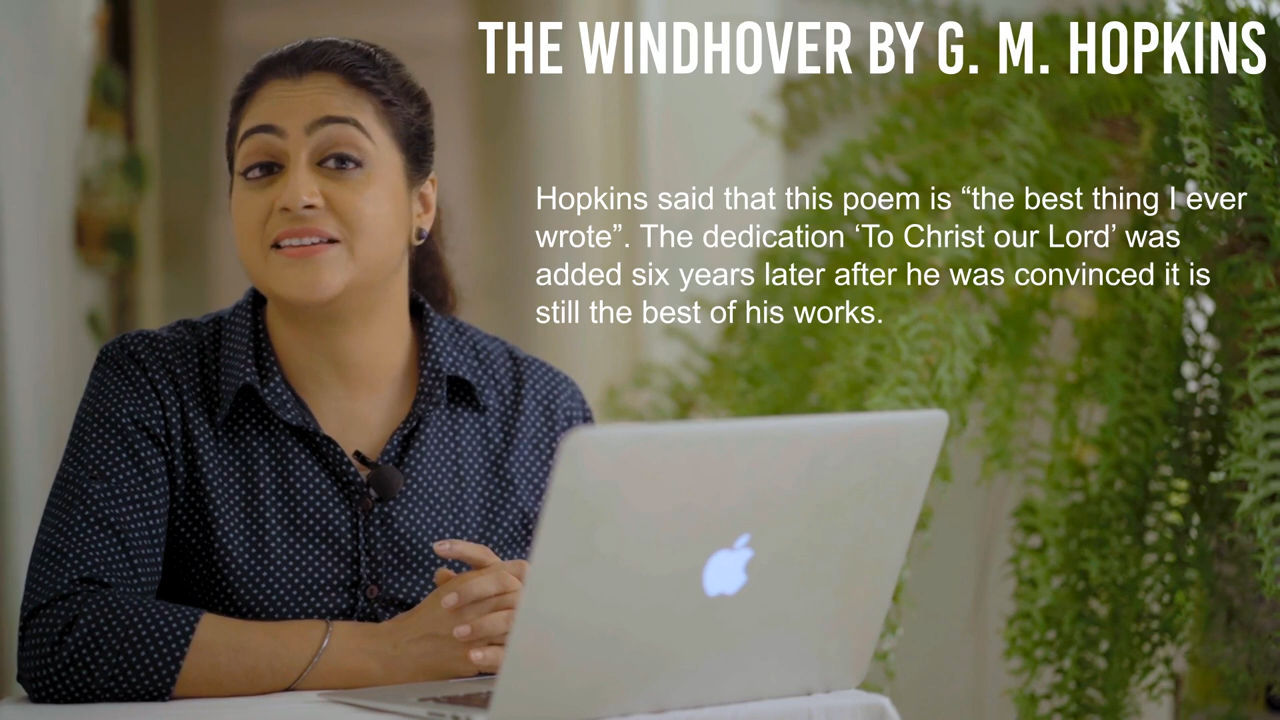 THE WINDHOVER BY G. M. HOPKINS
Hopkins said that this poem is “the best thing I ever
wrote”. The dedication ‘To Christ our Lord’ was
added six years later after he was convinced it is
still the best of his works.